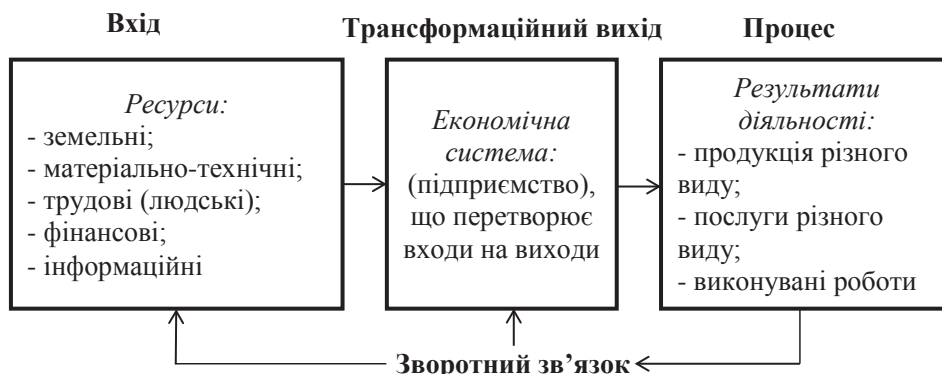 Вхід
Трансформаційний вихід
Процес
Ресурси:
- земельні;
- матеріально-технічні;
- трудові (людські);
- фінансові;
- інформаційні
Економічна
система:
(підприємство),
що перетворює
входи на виходи
Результати
діяльності:
- продукція різного
виду;
- послуги різного
виду;
- виконувані роботи
Зворотний зв’язок